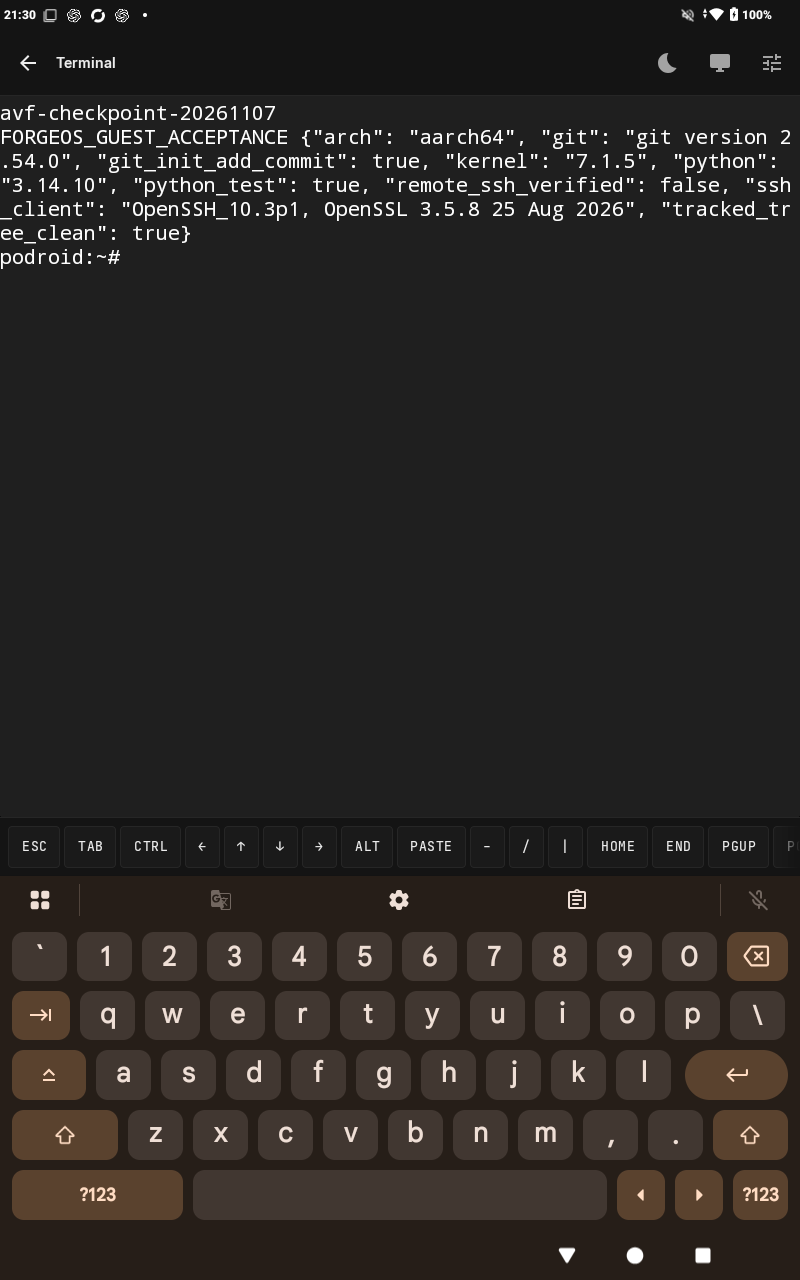 21:30
100%
Terminal
avf-checkpoint-20261107
FORGEOS_GUEST_ACCEPTANCE {"arch": "aarch64", "git": "git version 2
.54.0", "git_init_add_commit": true, "kernel": "7.1.5", "python":
"3.14.10", "python_test": true, "remote_ssh_verified": false, "ssh
_client": "OpenSSH_10.3p1, OpenSSL 3.5.8 25 Aug 2026", "tracked_tr
ee_clean": true}
podroid:~#
ESC TAB CTRL ← ↑ ↓ → ALT PASTE - / | HOME END PGUP
` 1 2 3 4 5 6 7 8 9 0
q w e r t y u i o p \
a s d f g h j k l
z x c v b n m , .
?123 ?123